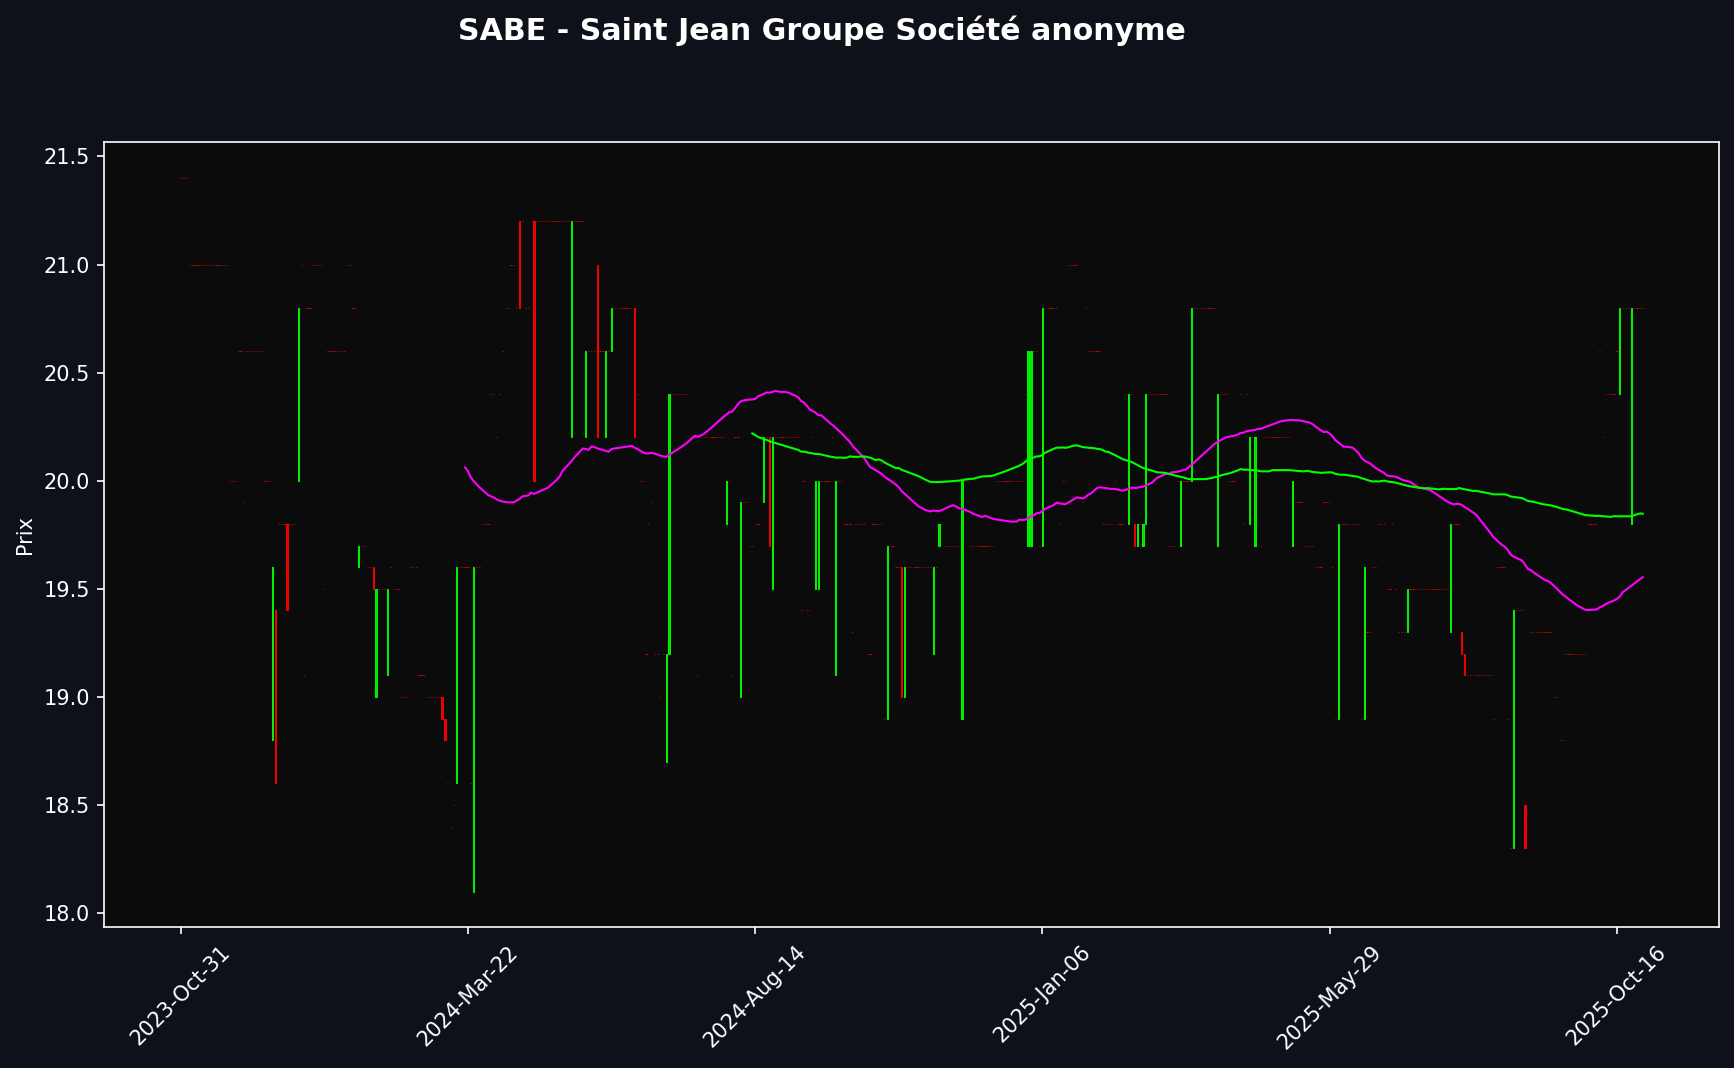 SABE - Saint Jean Groupe Société anonyme
21.5
21.0
20.5
20.0
19.5
19.0
18.5
18.0
Prix
2023-Oct-31
2024-Mar-22
2024-Aug-14
2025-Jan-06
2025-May-29
2025-Oct-16